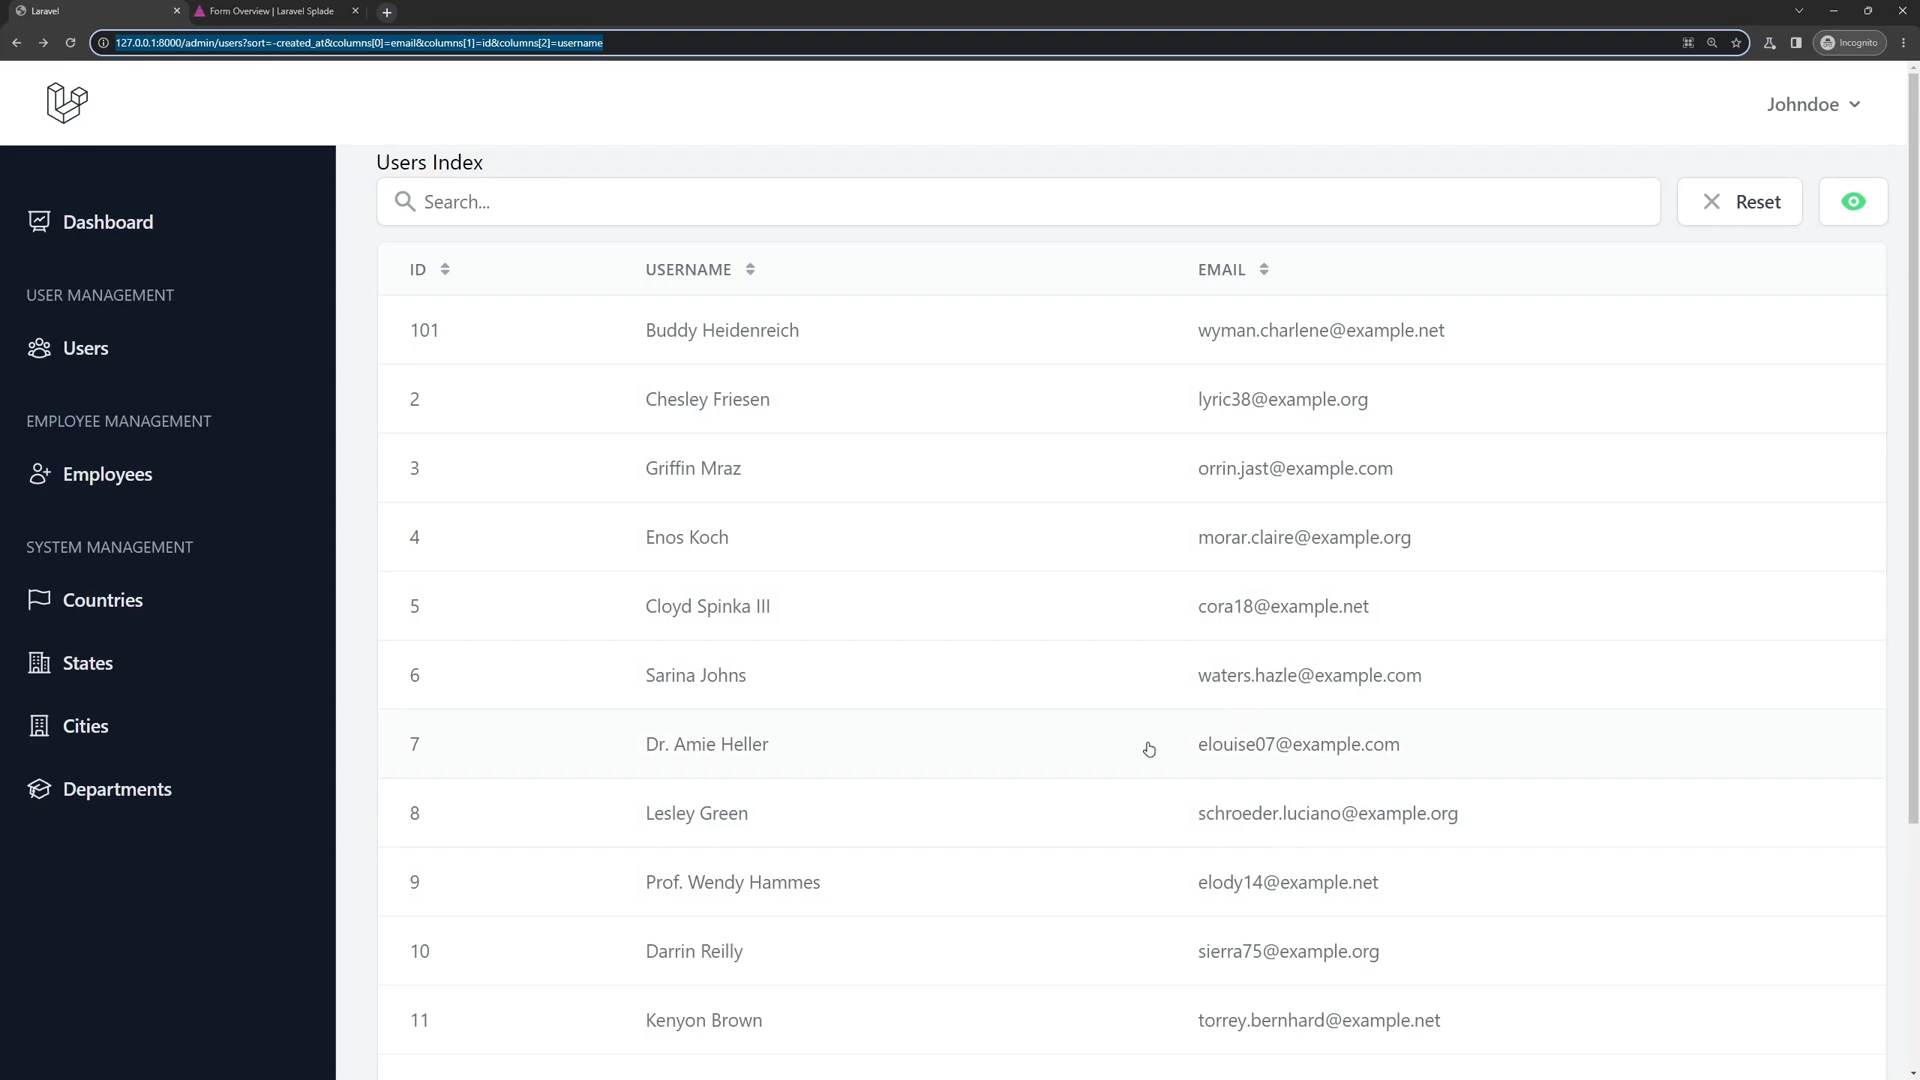 Laravel
Form Overview | Laravel Splade
127.0.0.1:8000/admin/users?sort=-created_at&columns[0]=email&columns[1]=id&columns[2]=username
Incognito
Johndoe
Dashboard
USER MANAGEMENT
Users
EMPLOYEE MANAGEMENT
Employees
SYSTEM MANAGEMENT
Countries
States
Cities
Departments
Users Index
Search...
Reset
ID USERNAME EMAIL
101 Buddy Heidenreich wyman.charlene@example.net
2 Chesley Friesen lyric38@example.org
3 Griffin Mraz orrin.jast@example.com
4 Enos Koch morar.claire@example.org
5 Cloyd Spinka III cora18@example.net
6 Sarina Johns waters.hazle@example.com
7 Dr. Amie Heller elouise07@example.com
8 Lesley Green schroeder.luciano@example.org
9 Prof. Wendy Hammes elody14@example.net
10 Darrin Reilly sierra75@example.org
11 Kenyon Brown torrey.bernhard@example.net